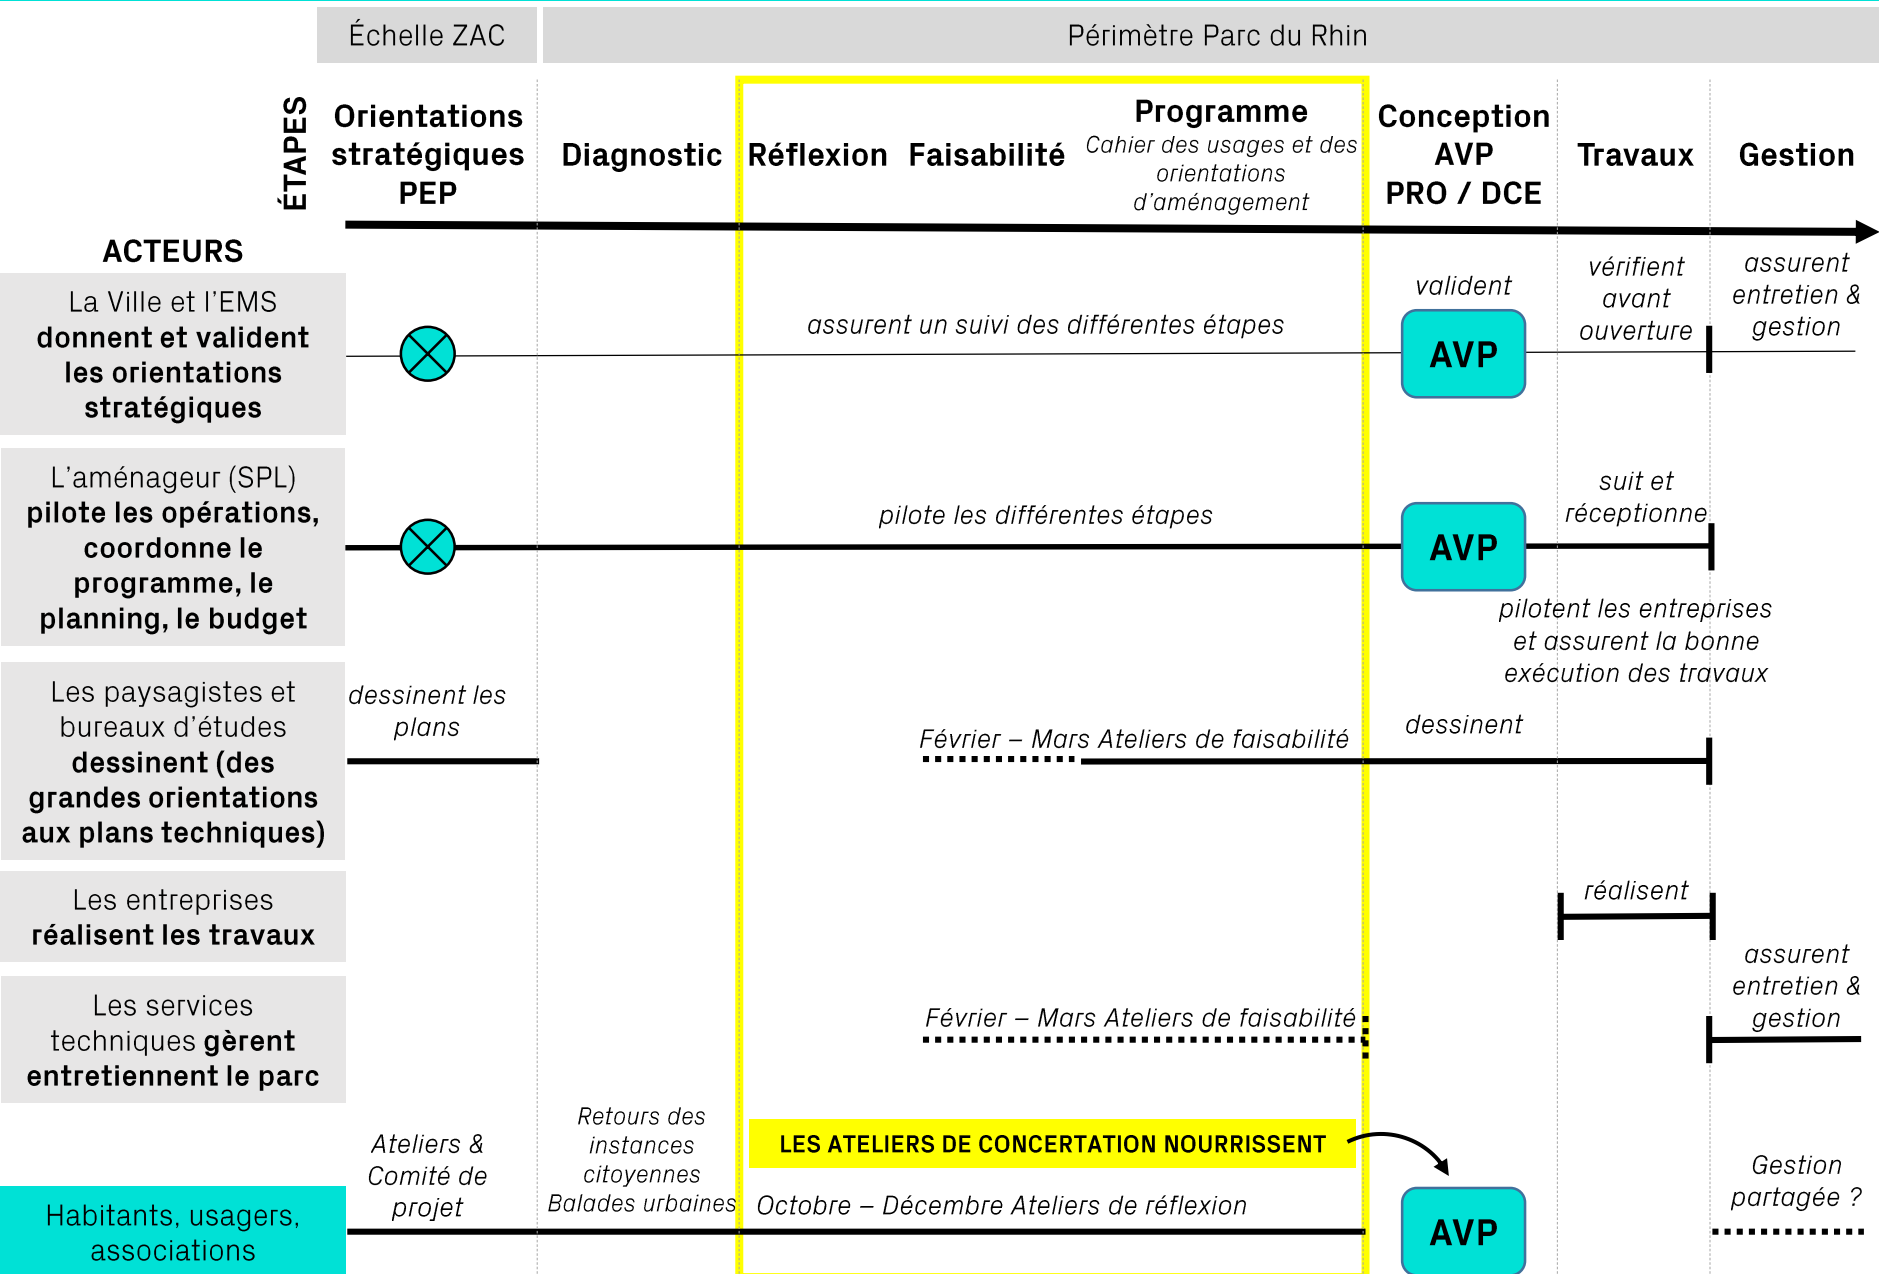 Échelle ZAC
Périmètre Parc du Rhin
ÉTAPES
Orientations
stratégiques
PEP
Diagnostic
Réflexion
Faisabilité
Programme
Cahier des usages et des
orientations
d'aménagement
Conception
AVP
PRO / DCE
Travaux
Gestion
ACTEURS
La Ville et l'EMS
donnent et valident
les orientations
stratégiques
assurent un suivi des différentes étapes
valident
AVP
vérifient
avant
ouverture
assurent
entretien &
gestion
L'aménageur (SPL)
pilote les opérations,
coordonne le
programme, le
planning, le budget
pilote les différentes étapes
AVP
suit et
réceptionne
Les paysagistes et
bureaux d'études
dessinent (des
grandes orientations
aux plans techniques)
dessinent les
plans
Février – Mars Ateliers de faisabilité
dessinent
pilotent les entreprises
et assurent la bonne
exécution des travaux
Les entreprises
réalisent les travaux
réalisent
Les services
techniques gèrent
entretiennent le parc
Février – Mars Ateliers de faisabilité
assurent
entretien &
gestion
Habitants, usagers,
associations
Ateliers &
Comité de
projet
Retours des
instances
citoyennes
Balades urbaines
LES ATELIERS DE CONCERTATION NOURRISSENT
Octobre – Décembre Ateliers de réflexion
AVP
Gestion
partagée ?